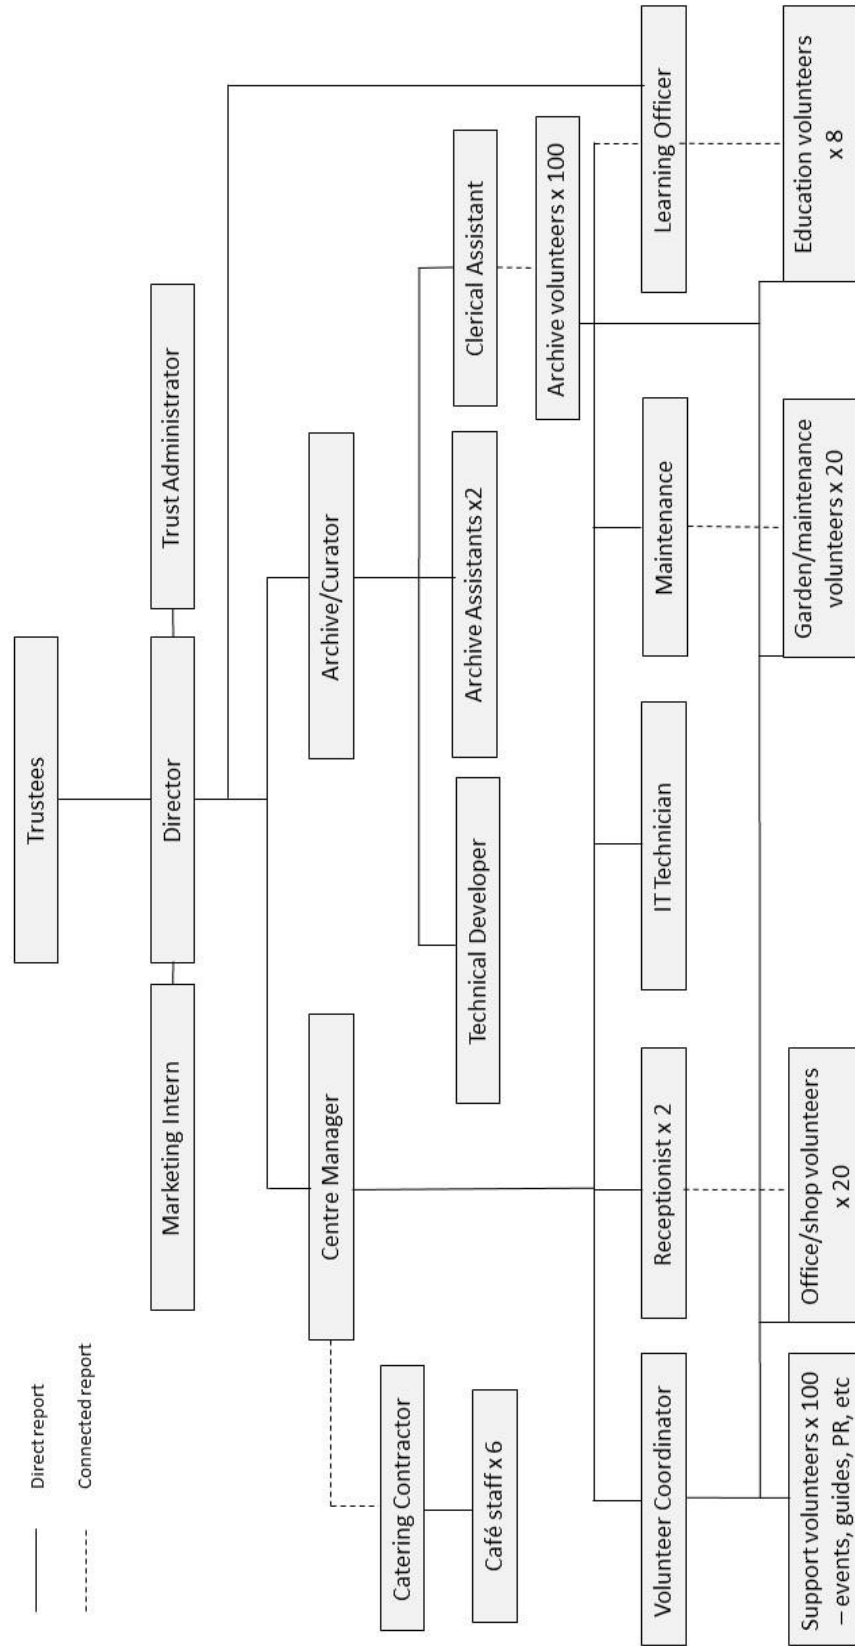 Direct report
Connected report
Trustees
Marketing Intern
Director
Trust Administrator
Centre Manager
Archive/Curator
Catering Contractor
Café staff x 6
Technical Developer
Archive Assistants x2
Clerical Assistant
Archive volunteers x 100
Volunteer Coordinator
Receptionist x 2
IT Technician
Maintenance
Learning Officer
Support volunteers x 100
– events, guides, PR, etc
Office/shop volunteers
x 20
Garden/maintenance
volunteers x 20
Education volunteers
x 8